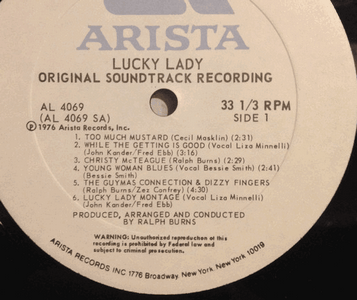 ARISTA
LUCKY LADY
ORIGINAL SOUNDTRACK RECORDING
AL 4069
(AL 4069 SA)
℗1976 Arista Records, Inc.
33 1/3 RPM
SIDE 1
1. TOO MUCH MUSTARD (Cecil Macklin) (2:31)
2. WHILE THE GETTING IS GOOD (Vocal Liza Minnelli)
(John Kander/Fred Ebb) (3:16)
3. CHRISTY McTEAGUE (Ralph Burns) (2:29)
4. YOUNG WOMAN BLUES (Vocal Bessie Smith) (2:41)
(Bessie Smith)
5. THE GUYMAS CONNECTION & DIZZY FINGERS
(Ralph Burns/Zez Confrey) (4:30)
6. LUCKY LADY MONTAGE (Vocal Liza Minnelli)
(John Kander/Fred Ebb)
PRODUCED, ARRANGED AND CONDUCTED
BY RALPH BURNS
WARNING: Unauthorized reproduction of this
recording is prohibited by Federal law and
subject to criminal prosecution.
ARISTA RECORDS INC 1776 Broadway New York New York 10019